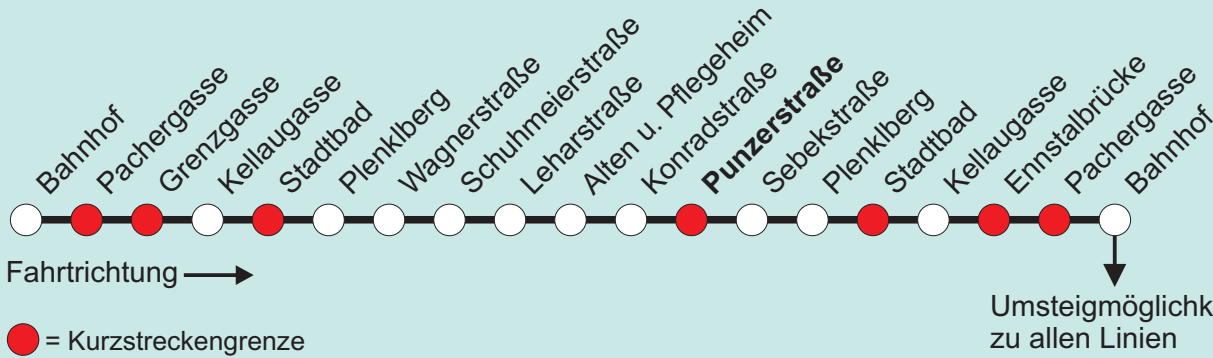 Bahnhof
Pachergasse
Grenzgasse
Kellaugasse
Stadtbad
Plenklberg
Wagnerstraße
Schuhmeierstraße
Leharstraße
Alten u. Pflegeheim
Konradstraße
Punzerstraße
Sebekstraße
Plenklberg
Stadtbad
Kellaugasse
Ennstalbrücke
Pachergasse
Bahnhof
Fahrtrichtung
Umsteigmöglichk
zu allen Linien
= Kurzstreckengrenze